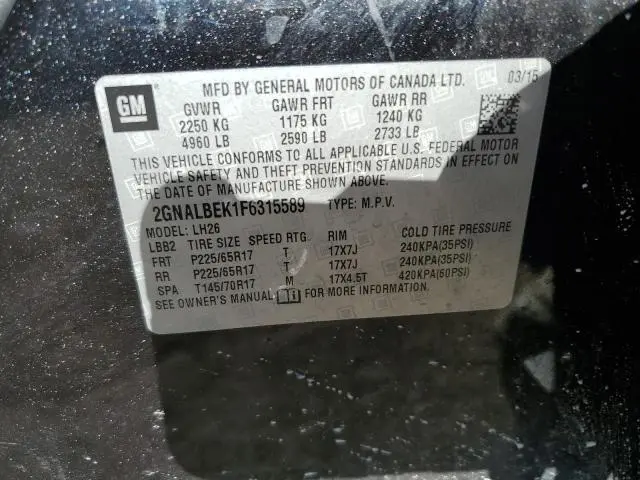 GM
MFD BY GENERAL MOTORS OF CANADA LTD. 03/15
GVWR GAWR FRT GAWR RR
2250 KG 1175 KG 1240 KG
4960 LB 2590 LB 2733 LB
THIS VEHICLE CONFORMS TO ALL APPLICABLE U.S. FEDERAL MOTOR
VEHICLE SAFETY AND THEFT PREVENTION STANDARDS IN EFFECT ON
THE DATE OF MANUFACTURE SHOWN ABOVE.
2GNALBEK1F6315589 TYPE: M.P.V.
MODEL: LH26
LBB2 TIRE SIZE SPEED RTG RIM COLD TIRE PRESSURE
FRT P225/65R17 T 17X7J 240KPA(35PSI)
RR P225/65R17 T 17X7J 240KPA(35PSI)
SPA T145/70R17 M 17X4.5T 420KPA(60PSI)
SEE OWNER'S MANUAL FOR MORE INFORMATION.